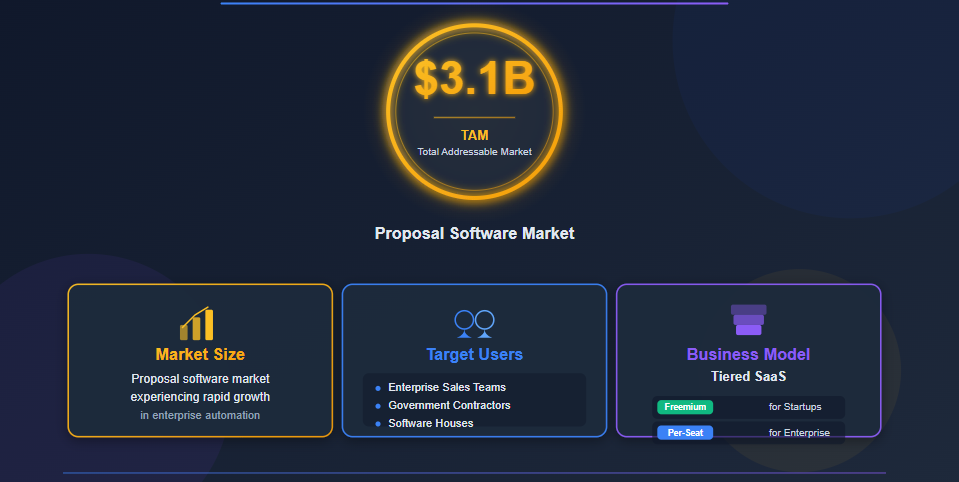 $3.1B
TAM
Total Addressable Market
Proposal Software Market
Market Size
Proposal software market
experiencing rapid growth
in enterprise automation
Target Users
Enterprise Sales Teams
Government Contractors
Software Houses
Business Model
Tiered SaaS
Freemium for Startups
Per-Seat for Enterprise